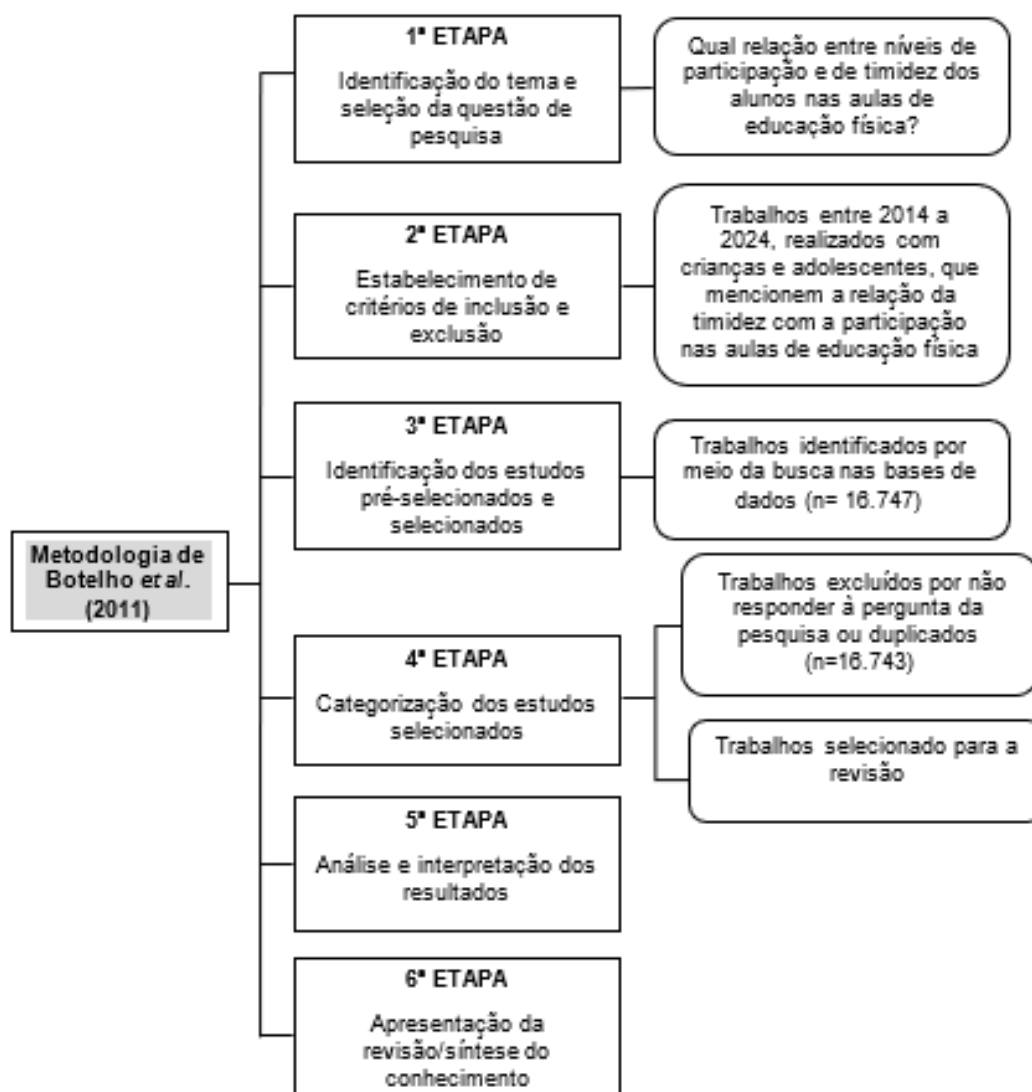 1ª ETAPA
Identificação do tema e
seleção da questão de
pesquisa
Qual relação entre níveis de
participação e de timidez dos
alunos nas aulas de
educação física?
2ª ETAPA
Estabelecimento de
critérios de inclusão e
exclusão
Trabalhos entre 2014 a
2024, realizados com
crianças e adolescentes, que
mencionem a relação da
timidez com a participação
nas aulas de educação física
3ª ETAPA
Identificação dos estudos
pré-selecionados e
selecionados
Trabalhos identificados por
meio da busca nas bases de
dados (n= 16.747)
Metodologia de
Botelho et al.
(2011)
4ª ETAPA
Categorização dos estudos
selecionados
Trabalhos excluídos por não
responder à pergunta da
pesquisa ou duplicados
(n=16.743)
Trabalhos selecionado para a
revisão
5ª ETAPA
Análise e interpretação dos
resultados
6ª ETAPA
Apresentação da
revisão/síntese do
conhecimento